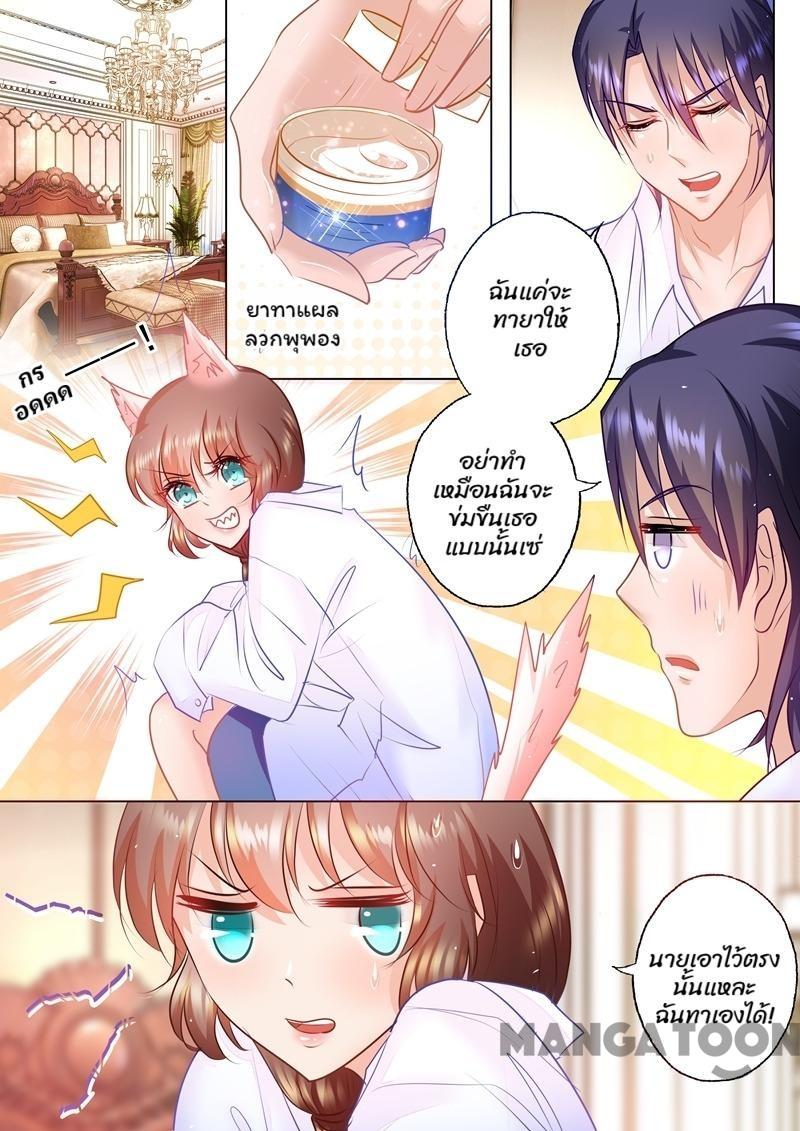 ยาทาแผล
ลวกพุพอง
ฉันแค่จะ
ทายาให้
เธอ
กร
อดดด ——!
อย่าทำ
เหมือนฉันจะ
ข่มขืนเธอ
แบบนั้นเซ่
นายเอาไว้ตรง
นั้นแหละ
ฉันทาเองได้!
MANGATOON